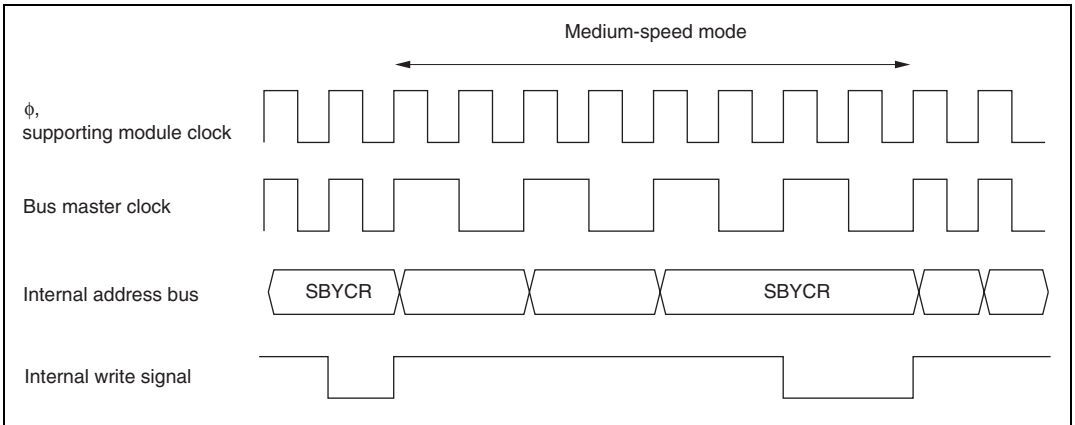 Medium-speed mode
ϕ,
supporting module clock
Bus master clock
Internal address bus
SBYCR
SBYCR
Internal write signal